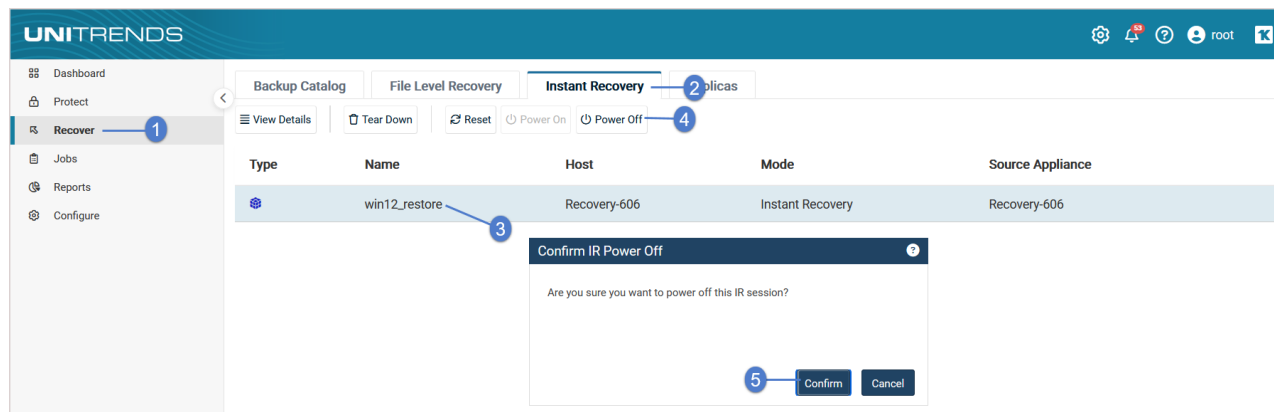 UNITRENDS
53
root
Dashboard
Protect
1
Recover
Jobs
Reports
Configure
Backup Catalog File Level Recovery Instant Recovery 2 plicas
View Details Tear Down Reset Power On Power Off 4
Type Name Host Mode Source Appliance
win12_restore Recovery-606 Instant Recovery Recovery-606
3
Confirm IR Power Off ?
Are you sure you want to power off this IR session?
5 Confirm Cancel